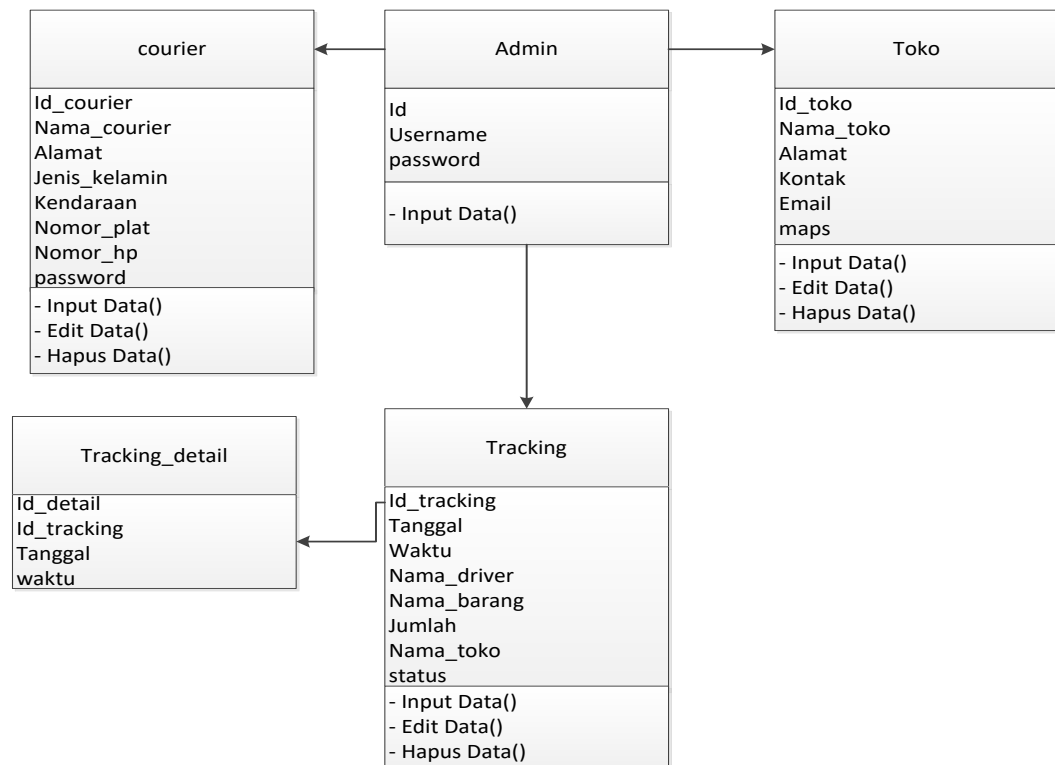 courier
Id_courier
Nama_courier
Alamat
Jenis_kelamin
Kendaraan
Nomor_plat
Nomor_hp
password
- Input Data()
- Edit Data()
- Hapus Data()
Admin
Id
Username
password
- Input Data()
Toko
Id_toko
Nama_toko
Alamat
Kontak
Email
maps
- Input Data()
- Edit Data()
- Hapus Data()
Tracking_detail
Id_detail
Id_tracking
Tanggal
waktu
Tracking
Id_tracking
Tanggal
Waktu
Nama_driver
Nama_barang
Jumlah
Nama_toko
status
- Input Data()
- Edit Data()
- Hapus Data()